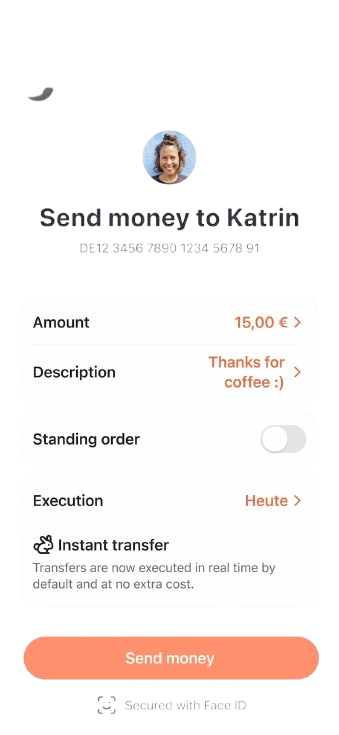 Send money to Katrin
DE12 3456 7890 1234 5678 91
Amount
15,00 €
Description
Thanks for
coffee :)
Standing order
Execution
Heute
Instant transfer
Transfers are now executed in real time by
default and at no extra cost.
Send money
Secured with Face ID